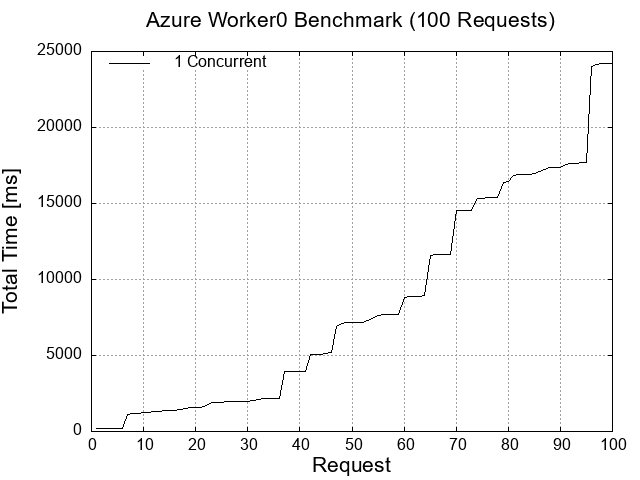 Azure Worker0 Benchmark (100 Requests)
25000
1 Concurrent
20000
15000
Total Time [ms]
10000
5000
0
0 10 20 30 40 50 60 70 80 90 100
Request